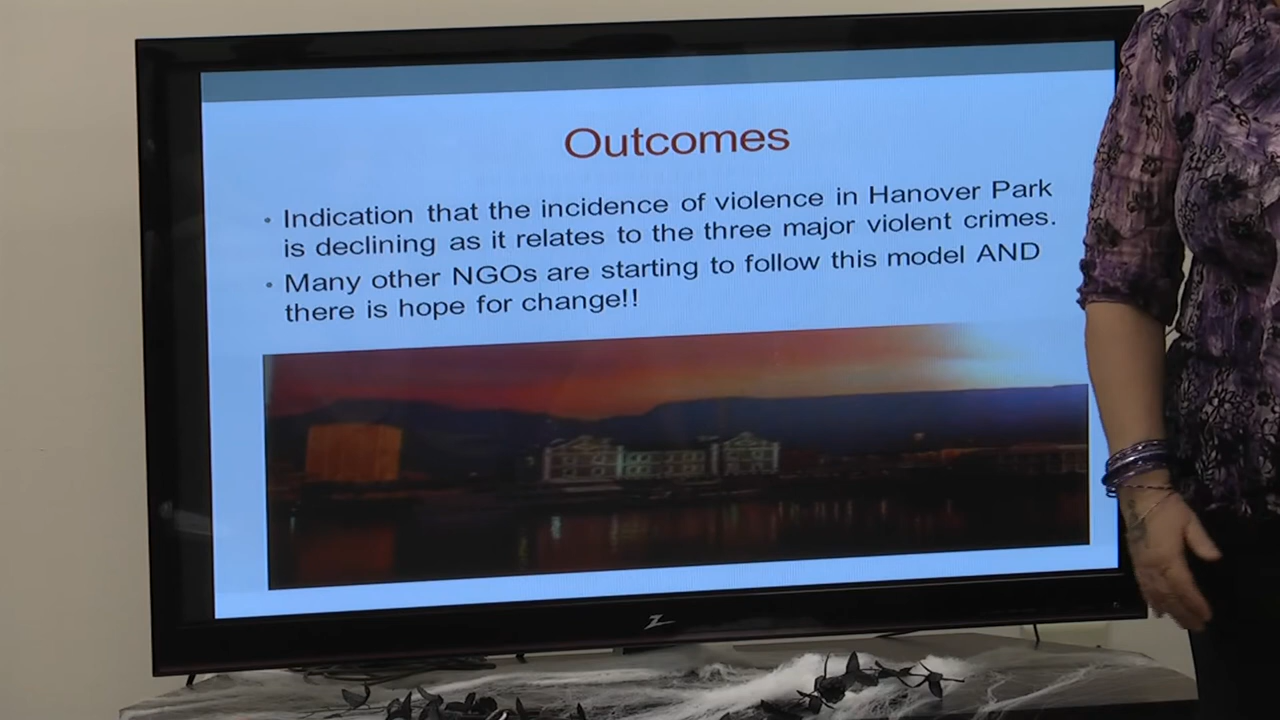 Outcomes
• Indication that the incidence of violence in Hanover Park
is declining as it relates to the three major violent crimes.
• Many other NGOs are starting to follow this model AND
there is hope for change!!